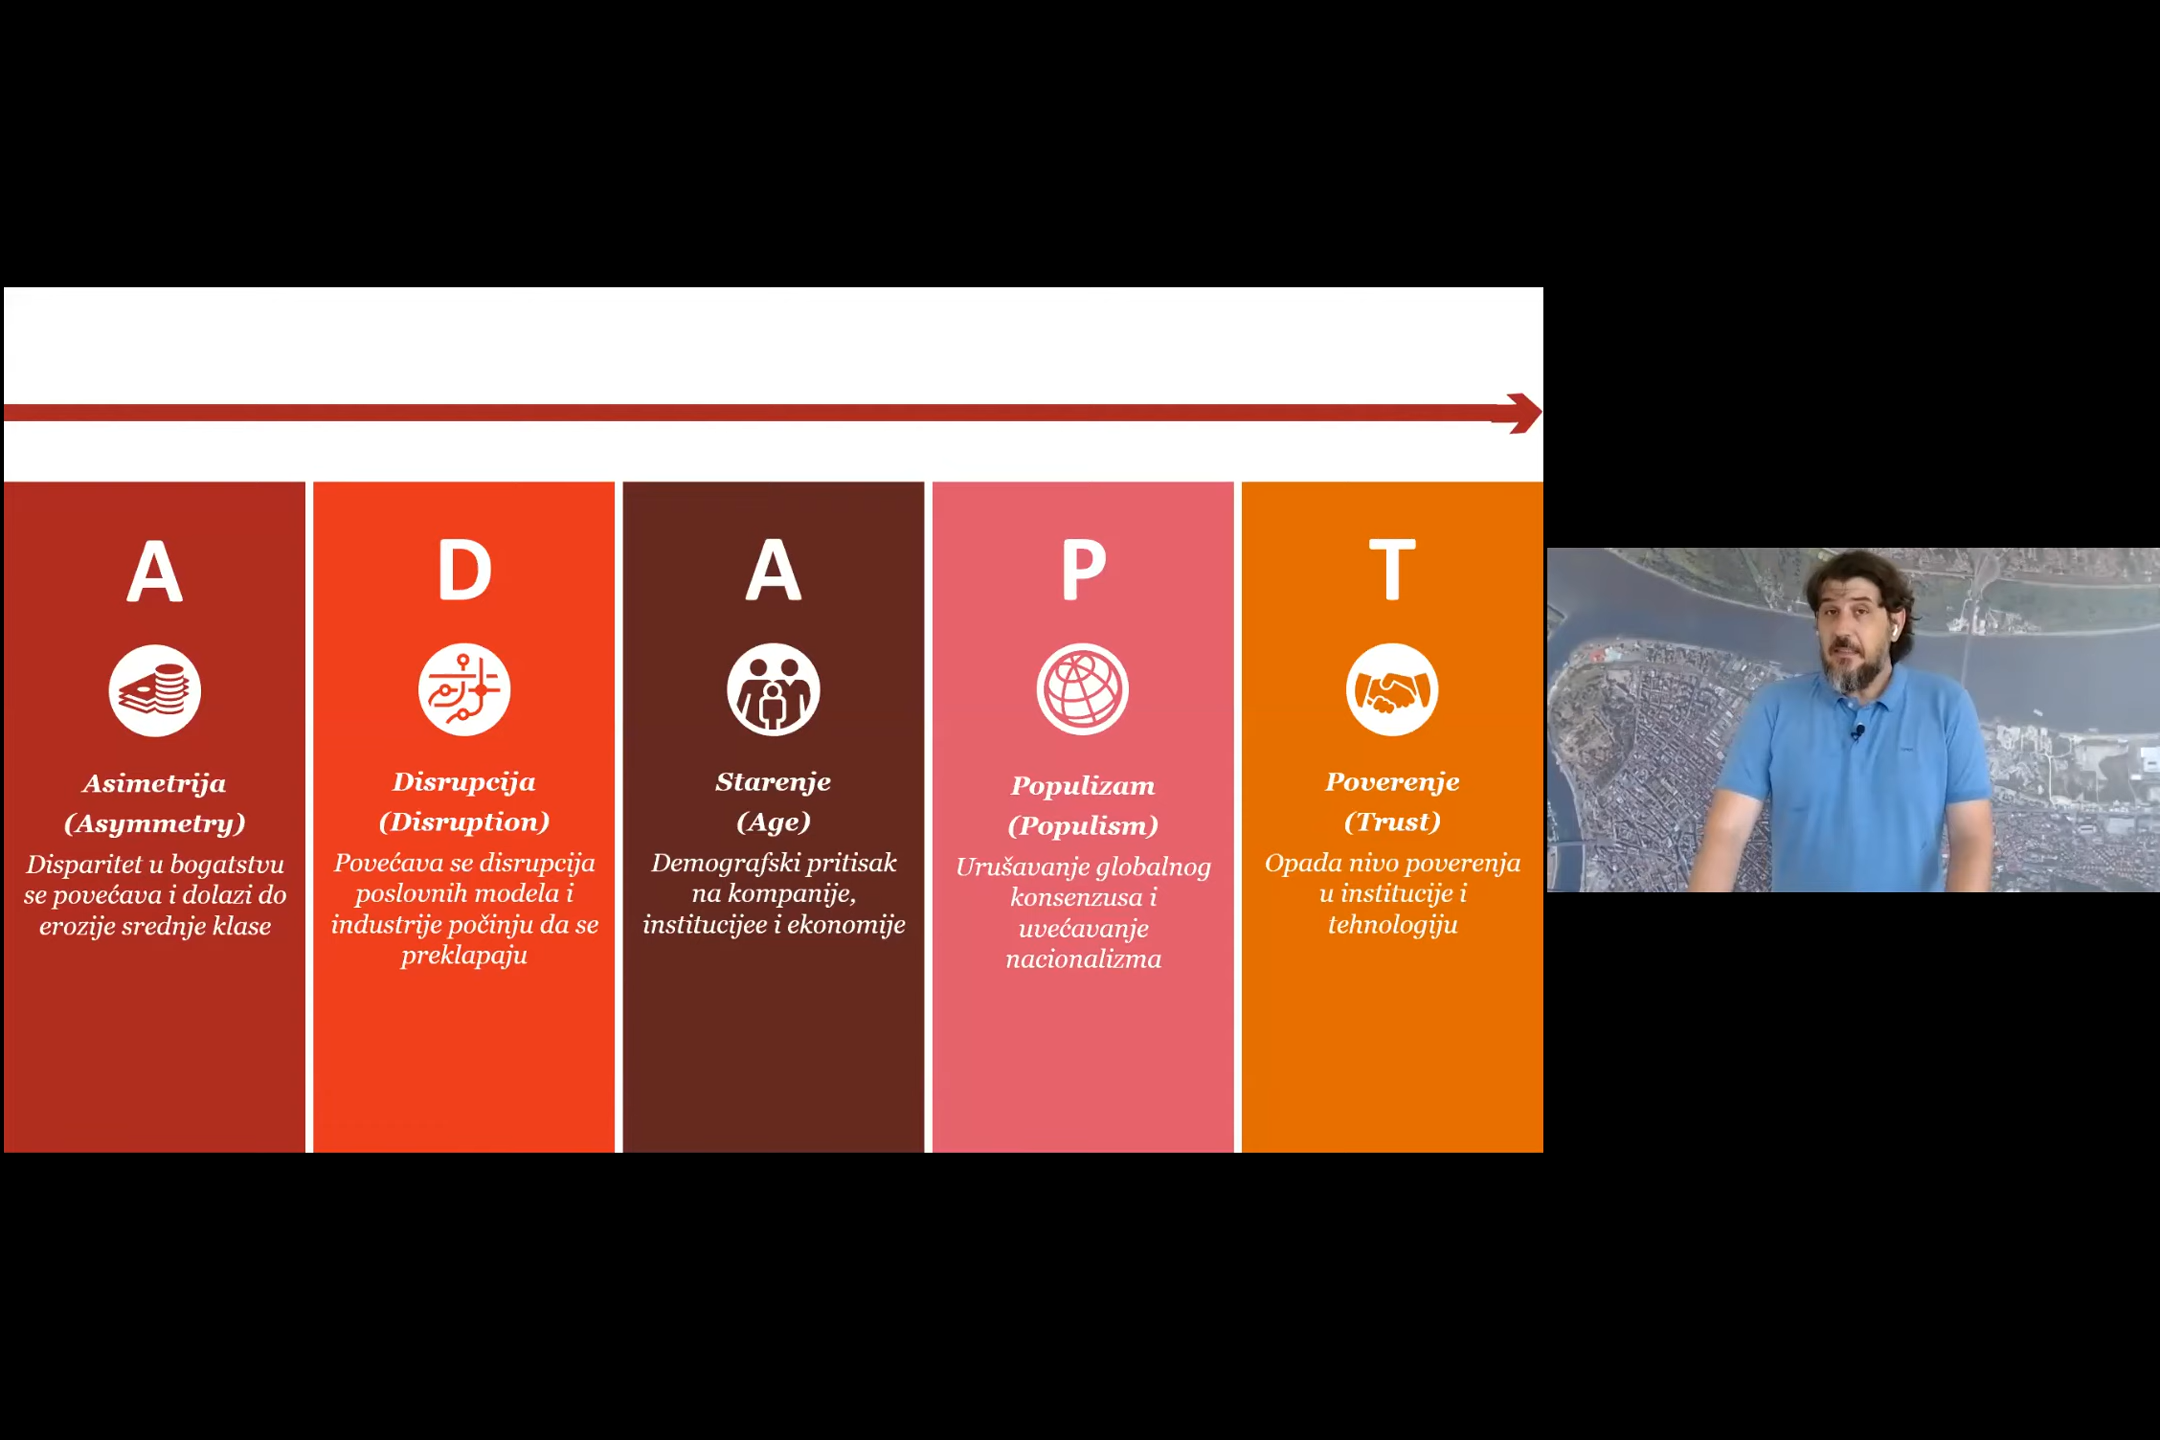 A
Asimetrija
(Asymmetry)
Disparitet u bogatstvu
se povećava i dolazi do
erozije srednje klase
D
Disrupcija
(Disruption)
Povećava se disrupcija
poslovnih modela i
industrije počinju da se
preklapaju
A
Starenje
(Age)
Demografski pritisak
na kompanije,
institucijee i ekonomije
P
Populizam
(Populism)
Urušavanje globalnog
konsenzusa i
uvećavanje
nacionalizma
T
Poverenje
(Trust)
Opada nivo poverenja
u institucije i
tehnologiju